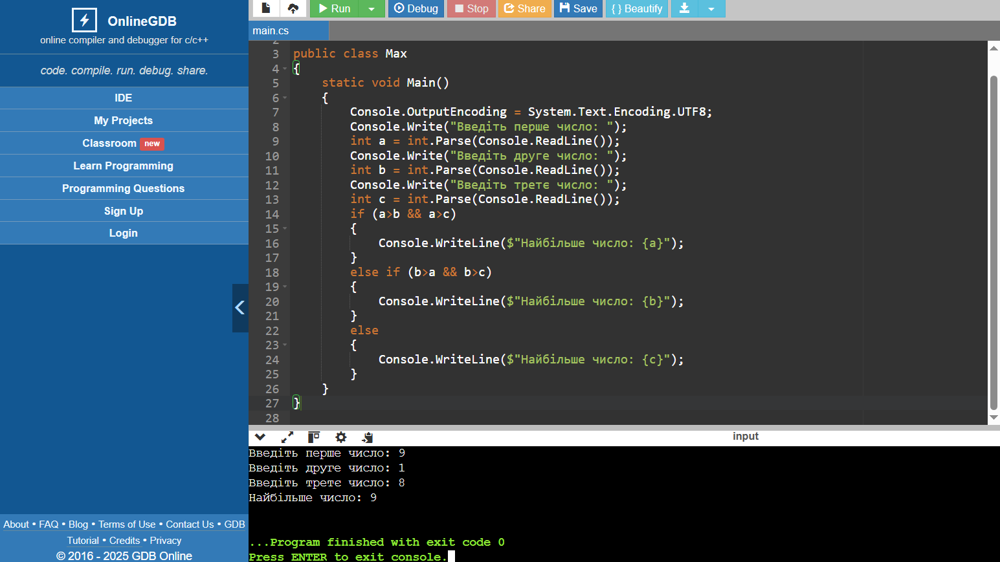 OnlineGDB
online compiler and debugger for c/c++
code. compile. run. debug. share.
IDE
My Projects
Classroom new
Learn Programming
Programming Questions
Sign Up
Login
About • FAQ • Blog • Terms of Use • Contact Us • GDB
Tutorial • Credits • Privacy
© 2016 - 2025 GDB Online
Run Debug Stop Share Save { } Beautify
main.cs
2
3 public class Max
4 {
5 static void Main()
6 {
7 Console.OutputEncoding = System.Text.Encoding.UTF8;
8 Console.Write("Введіть перше число: ");
9 int a = int.Parse(Console.ReadLine());
10 Console.Write("Введіть друге число: ");
11 int b = int.Parse(Console.ReadLine());
12 Console.Write("Введіть третє число: ");
13 int c = int.Parse(Console.ReadLine());
14 if (a>b && a>c)
15 {
16 Console.WriteLine($"Найбільше число: {a}");
17 }
18 else if (b>a && b>c)
19 {
20 Console.WriteLine($"Найбільше число: {b}");
21 }
22 else
23 {
24 Console.WriteLine($"Найбільше число: {c}");
25 }
26 }
27 }
28
input
Введіть перше число: 9
Введіть друге число: 1
Введіть третє число: 8
Найбільше число: 9
...Program finished with exit code 0
Press ENTER to exit console.